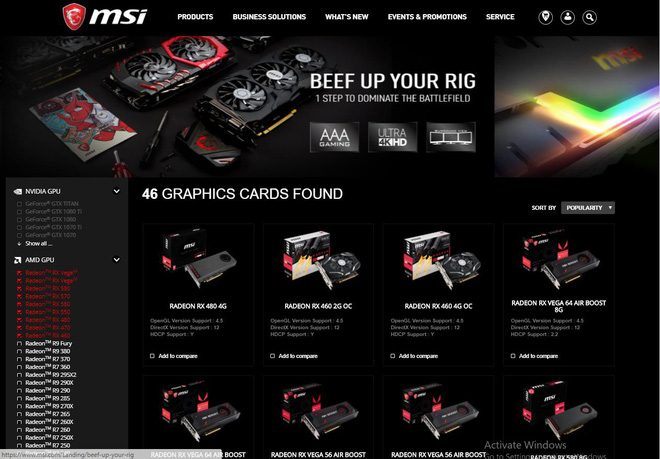 msi
PRODUCTS
BUSINESS SOLUTIONS
WHAT'S NEW
EVENTS & PROMOTIONS
SERVICE
BEEF UP YOUR RIG
1 STEP TO DOMINATE THE BATTLEFIELD
AAA
GAMING
ULTRA
4K HD
msi
NVIDIA GPU
GeForce® GTX TITAN
GeForce® GTX 1080 Ti
GeForce® GTX 1080
GeForce® GTX 1070 Ti
GeForce® GTX 1070
Show all ...
AMD GPU
Radeon™ RX Vega
Radeon™ RX Vega
Radeon™ RX 580
Radeon™ RX 570
Radeon™ RX 560
Radeon™ RX 550
Radeon™ RX 480
Radeon™ RX 470
Radeon™ RX 460
Radeon™ R9 Fury
Radeon™ R9 380
Radeon™ R7 370
Radeon™ R7 360
Radeon™ R9 295X2
Radeon™ R9 290X
Radeon™ R9 290
Radeon™ R9 285
Radeon™ R9 270X
Radeon™ R7 265
Radeon™ R7 260X
Radeon™ R7 260
Radeon™ R7 250X
Radeon™ R7 250
https://www.msi.com/Landing/beef-up-your-rig
46 GRAPHICS CARDS FOUND
SORT BY
POPULARITY
RADEON RX 480 4G
OpenGL Version Support : 4.5
DirectX Version Support : 12
HDCP Support : Y
Add to compare
RADEON RX 460 2G OC
OpenGL Version Support : 4.5
DirectX Version Support : 12
HDCP Support : Y
Add to compare
RADEON RX 460 4G OC
OpenGL Version Support : 4.5
DirectX Version Support : 12
HDCP Support : Y
Add to compare
RADEON RX VEGA 64 AIR BOOST
8G
OpenGL Version Support : 4.5
DirectX Version Support : 12
HDCP Support : 2.2
Add to compare
RADEON RX VEGA 64 AIR BOOST
RADEON RX VEGA 56 AIR BOOST
RADEON RX VEGA 56 AIR BOOST
RADEON RX 580 8G
Activate Windows
Go to Settings to activate Windows.